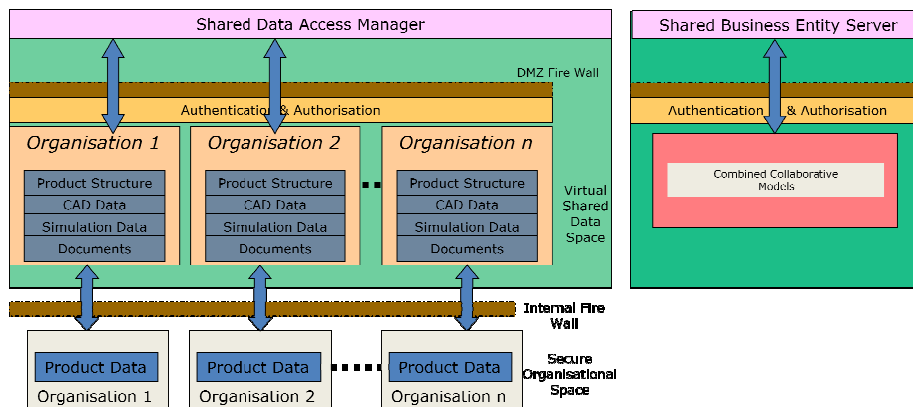 Shared Data Access Manager
Shared Business Entity Server
DMZ Fire Wall
Authentication & Authorisation
Authentication & Authorisation
Organisation 1
Organisation 2
Organisation n
Product Structure
CAD Data
Simulation Data
Documents
Product Structure
CAD Data
Simulation Data
Documents
Product Structure
CAD Data
Simulation Data
Documents
Virtual
Shared
Data
Space
Combined Collaborative
Models
Internal Fire
Wall
Product Data
Organisation 1
Product Data
Organisation 2
Product Data
Organisation n
Secure
Organisational
Space